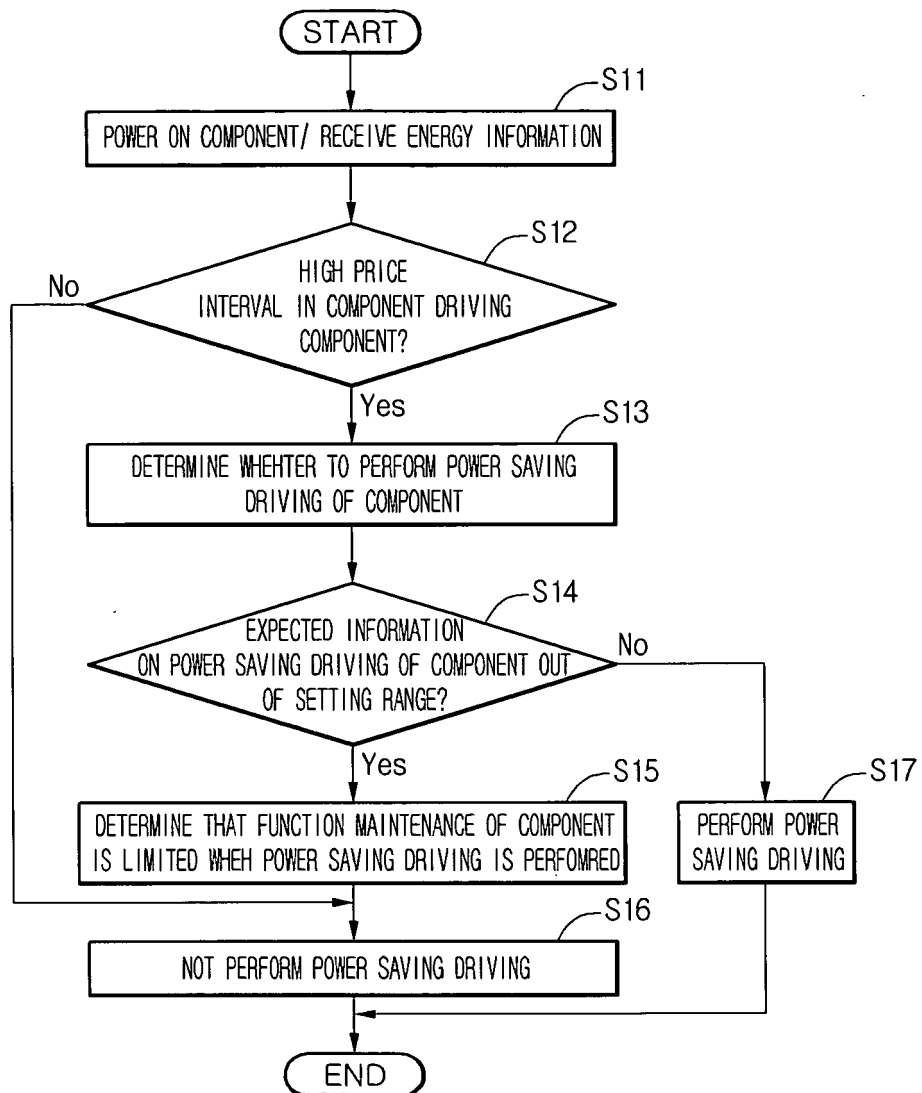 START
S11
POWER ON COMPONENT/ RECEIVE ENERGY INFORMATION
S12
HIGH PRICE
INTERVAL IN COMPONENT DRIVING
COMPONENT?
No
Yes
S13
DETERMINE WHEHTER TO PERFORM POWER SAVING
DRIVING OF COMPONENT
S14
EXPECTED INFORMATION
ON POWER SAVING DRIVING OF COMPONENT OUT
OF SETTING RANGE?
No
Yes
S15
DETERMINE THAT FUNCTION MAINTENANCE OF COMPONENT
IS LIMITED WHEH POWER SAVING DRIVING IS PERFOMRED
S17
PERFORM POWER
SAVING DRIVING
S16
NOT PERFORM POWER SAVING DRIVING
END